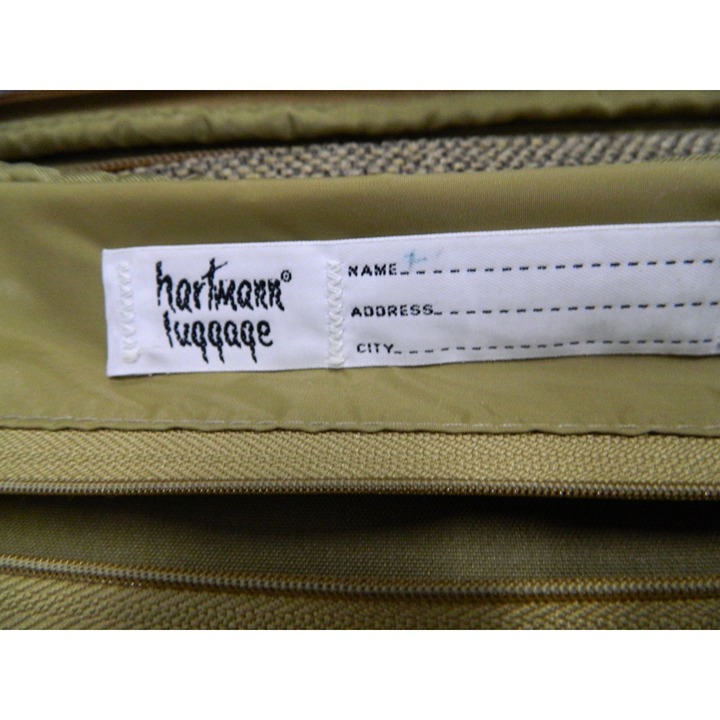 hartmann®
luggage
NAME
ADDRESS
CITY